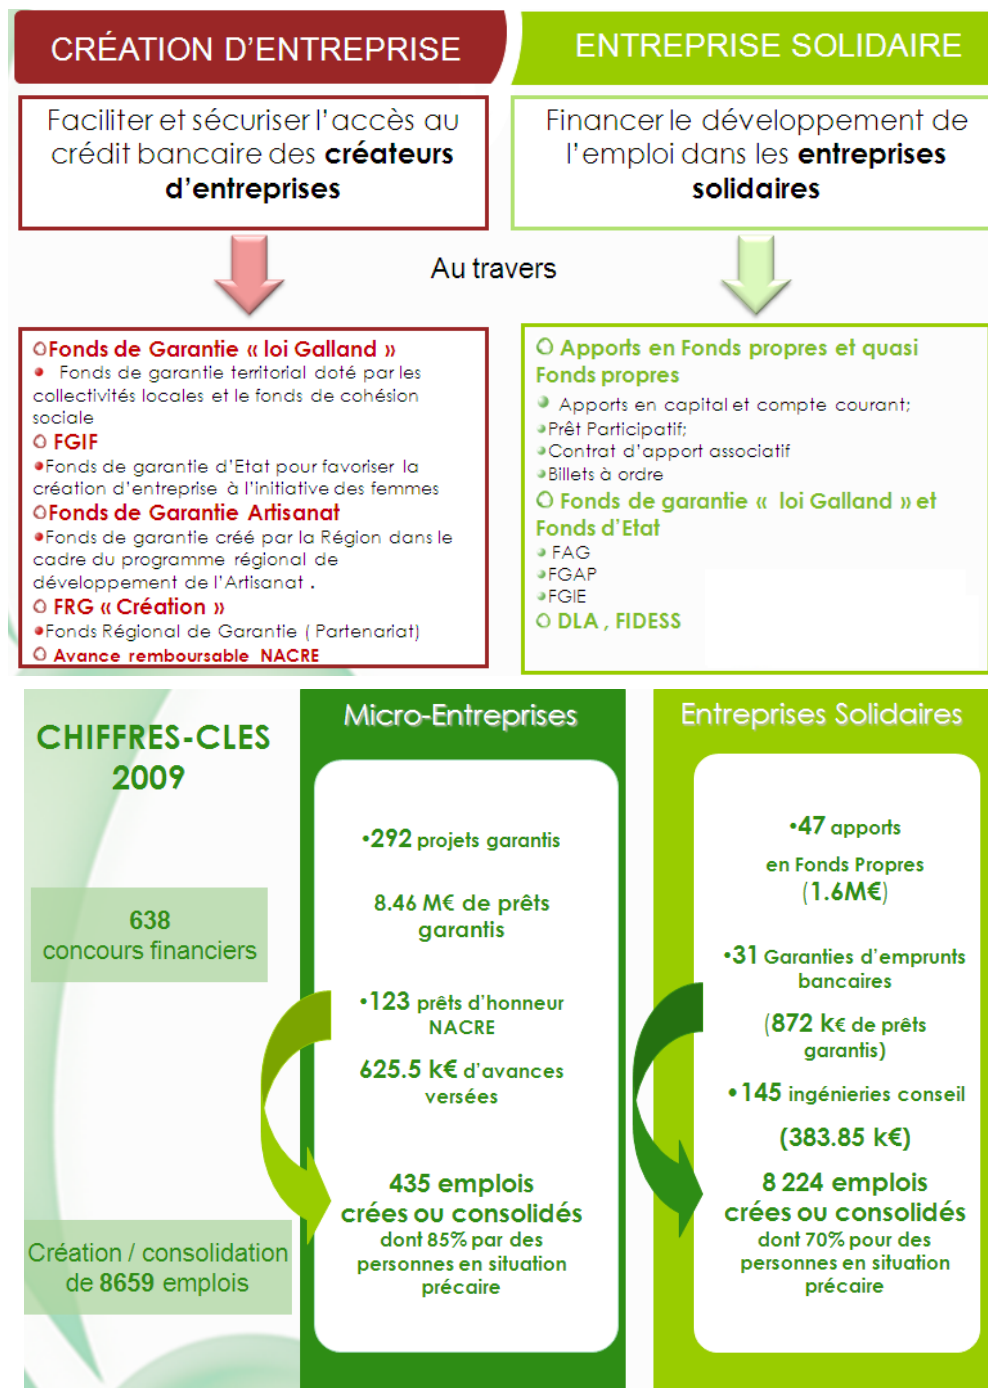 CRÉATION D'ENTREPRISE
ENTREPRISE SOLIDAIRE
Faciliter et sécuriser l'accès au
crédit bancaire des créateurs
d'entreprises
Financer le développement de
l'emploi dans les entreprises
solidaires
Au travers
Fonds de Garantie « loi Galland »
• Fonds de garantie territorial doté par les
collectivités locales et le fonds de cohésion
sociale
FGIF
•Fonds de garantie d'Etat pour favoriser la
création d'entreprise à l'initiative des femmes
Fonds de Garantie Artisanat
•Fonds de garantie créé par la Région dans le
cadre du programme régional de
développement de l'Artisanat .
FRG « Création »
•Fonds Régional de Garantie ( Partenariat)
Avance remboursable NACRE
Apports en Fonds propres et quasi
Fonds propres
Apports en capital et compte courant;
Prêt Participatif;
Contrat d'apport associatif
Billets à ordre
Fonds de garantie « loi Galland » et
Fonds d'Etat
FAG
FGAP
FGIE
DLA , FIDESS
CHIFFRES-CLES
2009
638
concours financiers
Création / consolidation
de 8659 emplois
Micro-Entreprises
•292 projets garantis
8.46 M€ de prêts
garantis
•123 prêts d'honneur
NACRE
625.5 k€ d'avances
versées
435 emplois
crées ou consolidés
dont 85% par des
personnes en situation
précaire
Entreprises Solidaires
•47 apports
en Fonds Propres
(1.6M€)
•31 Garanties d'emprunts
bancaires
(872 k€ de prêts
garantis)
•145 ingénieries conseil
(383.85 k€)
8 224 emplois
crées ou consolidés
dont 70% pour des
personnes en situation
précaire